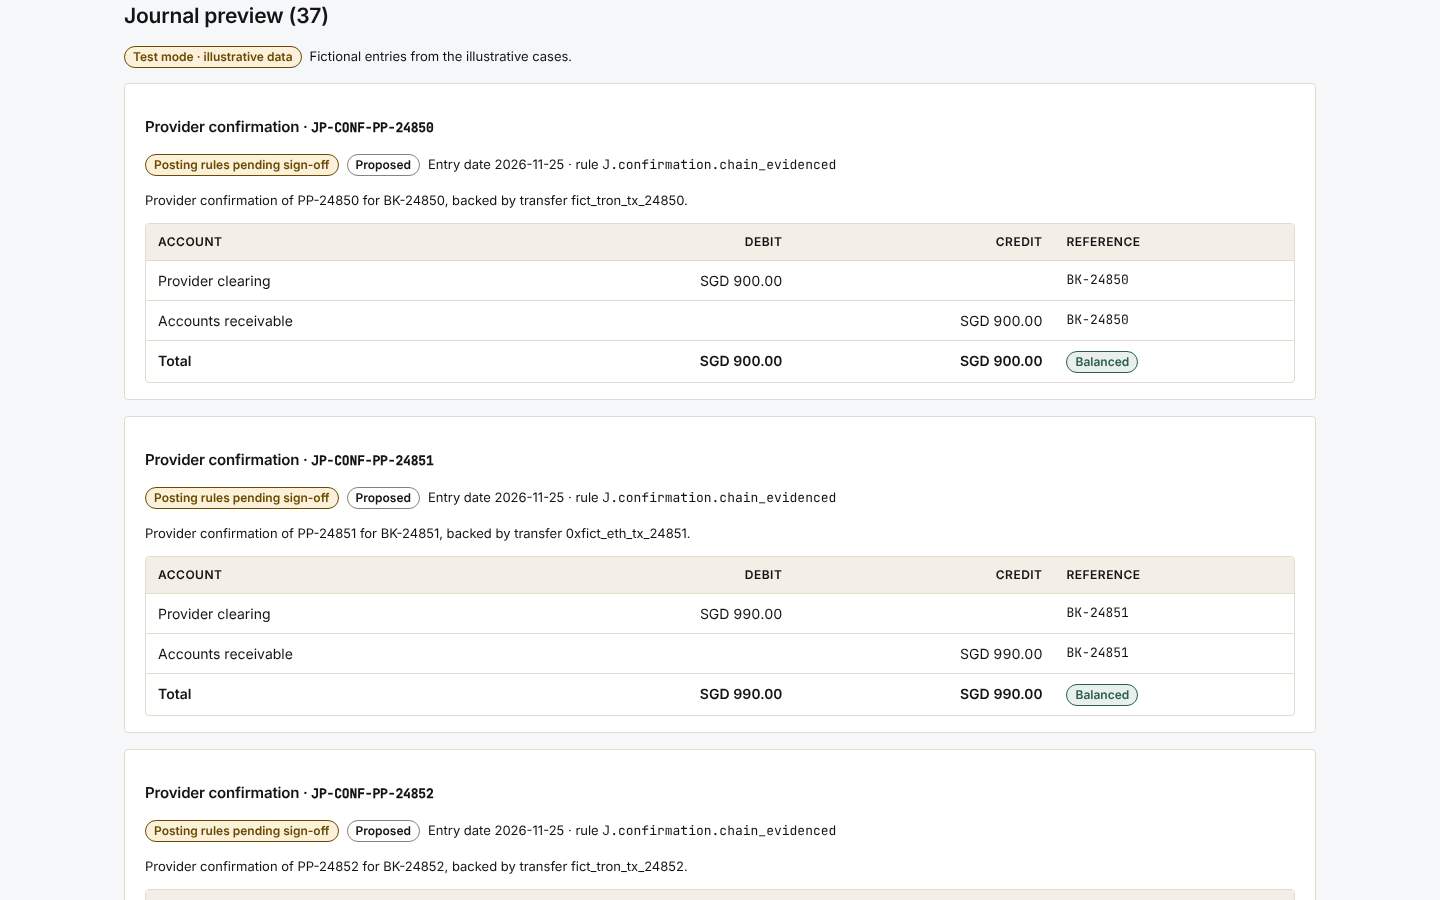 Journal preview (37)
Test mode · illustrative data Fictional entries from the illustrative cases.
Provider confirmation · JP-CONF-PP-24850
Posting rules pending sign-off Proposed Entry date 2026-11-25 · rule J.confirmation.chain_evidenced
Provider confirmation of PP-24850 for BK-24850, backed by transfer fict_tron_tx_24850.
ACCOUNT DEBIT CREDIT REFERENCE
Provider clearing SGD 900.00 BK-24850
Accounts receivable SGD 900.00 BK-24850
Total SGD 900.00 SGD 900.00 Balanced
Provider confirmation · JP-CONF-PP-24851
Posting rules pending sign-off Proposed Entry date 2026-11-25 · rule J.confirmation.chain_evidenced
Provider confirmation of PP-24851 for BK-24851, backed by transfer 0xfict_eth_tx_24851.
ACCOUNT DEBIT CREDIT REFERENCE
Provider clearing SGD 990.00 BK-24851
Accounts receivable SGD 990.00 BK-24851
Total SGD 990.00 SGD 990.00 Balanced
Provider confirmation · JP-CONF-PP-24852
Posting rules pending sign-off Proposed Entry date 2026-11-25 · rule J.confirmation.chain_evidenced
Provider confirmation of PP-24852 for BK-24852, backed by transfer fict_tron_tx_24852.